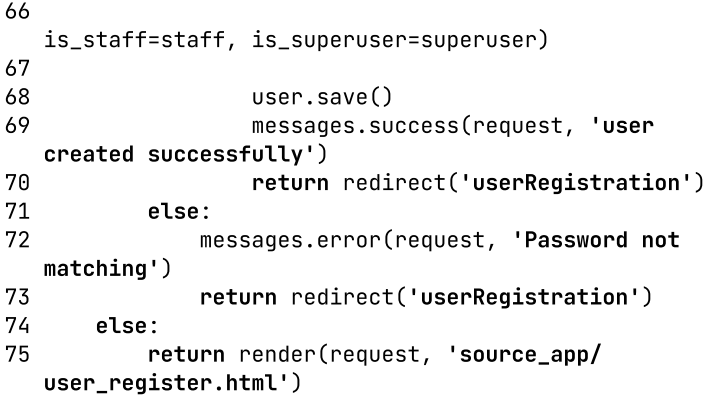 66
is_staff=staff, is_superuser=superuser)
67
68                 user.save()
69                 messages.success(request, 'user
created successfully')
70                 return redirect('userRegistration')
71         else:
72             messages.error(request, 'Password not
matching')
73             return redirect('userRegistration')
74     else:
75         return render(request, 'source_app/
user_register.html')